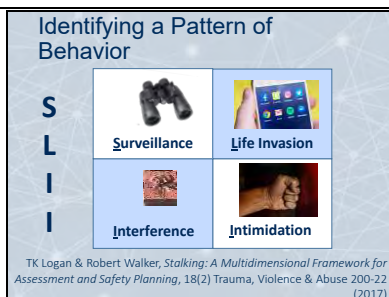 Identifying a Pattern of
Behavior
S
L
I
I
Surveillance
Life Invasion
Interference
Intimidation
TK Logan & Robert Walker, Stalking: A Multidimensional Framework for
Assessment and Safety Planning, 18(2) Trauma, Violence & Abuse 200-22
(2017)